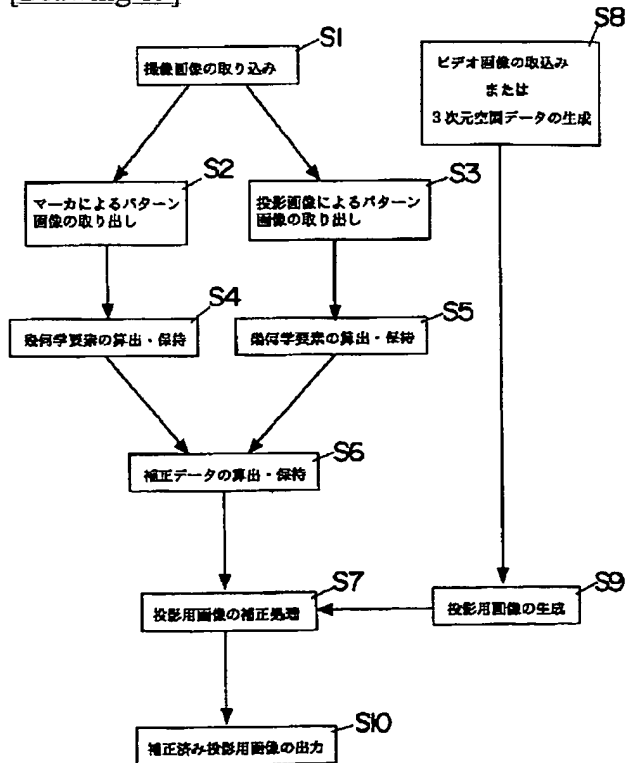 S1
撮像画像の取り込み
S8
ビデオ画像の取込み
または
3次元空間データの生成
S2
マーカによるパターン
画像の取り出し
S3
投影画像によるパターン
画像の取り出し
S4
幾何学要素の算出・保持
S5
幾何学要素の算出・保持
S6
補正データの算出・保持
S7
投影用画像の補正処理
S9
投影用画像の生成
S10
補正済み投影用画像の出力